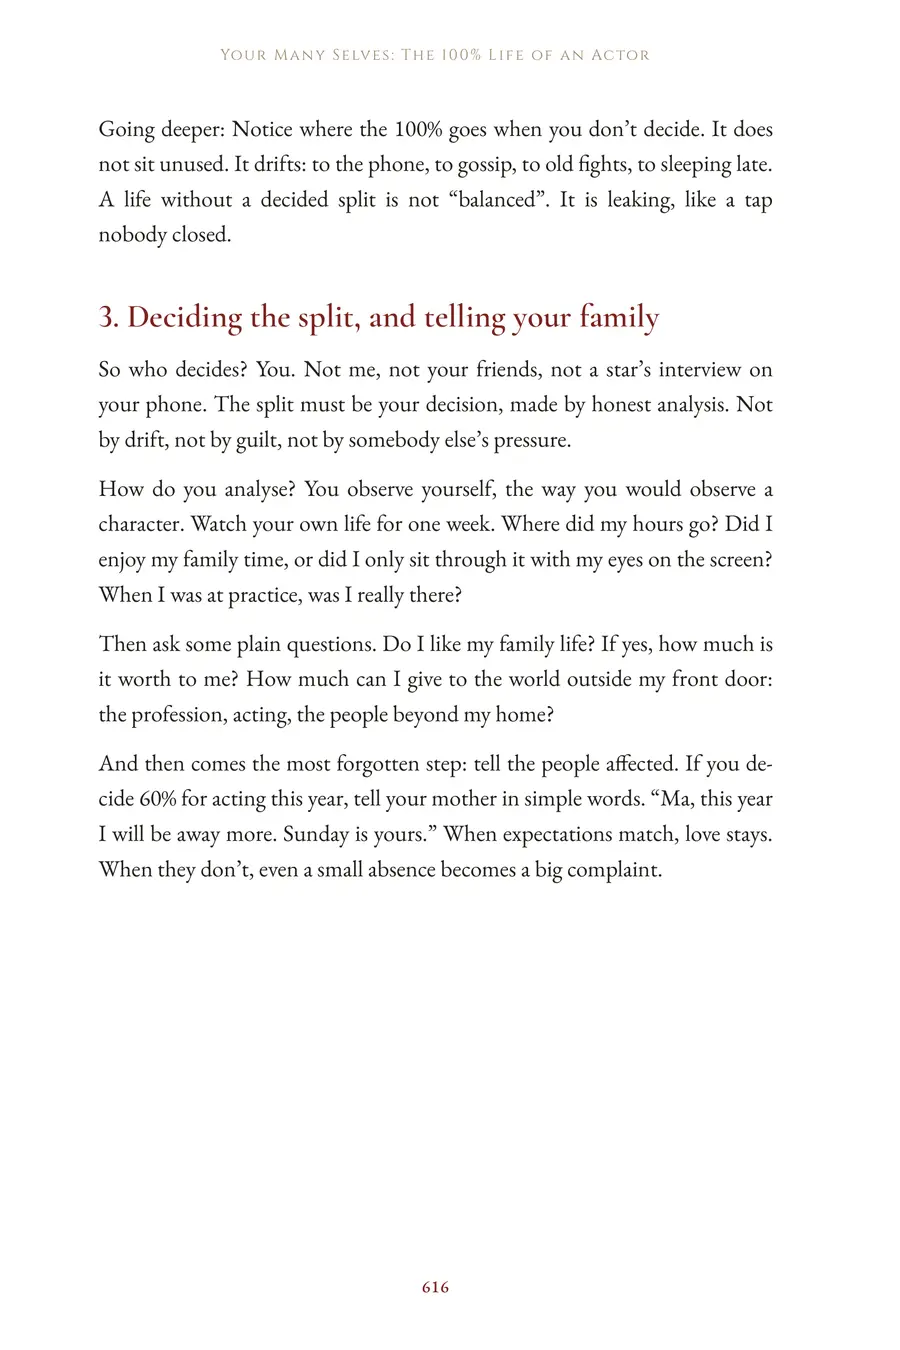 Your Many Selves: The 100% Life of an Actor
Going deeper: Notice where the 100% goes when you don’t decide. It does
not sit unused. It drifts: to the phone, to gossip, to old fights, to sleeping late.
A life without a decided split is not “balanced”. It is leaking, like a tap
nobody closed.
3. Deciding the split, and telling your family
So who decides? You. Not me, not your friends, not a star’s interview on
your phone. The split must be your decision, made by honest analysis. Not
by drift, not by guilt, not by somebody else’s pressure.
How do you analyse? You observe yourself, the way you would observe a
character. Watch your own life for one week. Where did my hours go? Did I
enjoy my family time, or did I only sit through it with my eyes on the screen?
When I was at practice, was I really there?
Then ask some plain questions. Do I like my family life? If yes, how much is
it worth to me? How much can I give to the world outside my front door:
the profession, acting, the people beyond my home?
And then comes the most forgotten step: tell the people affected. If you de-
cide 60% for acting this year, tell your mother in simple words. “Ma, this year
I will be away more. Sunday is yours.” When expectations match, love stays.
When they don’t, even a small absence becomes a big complaint.
616